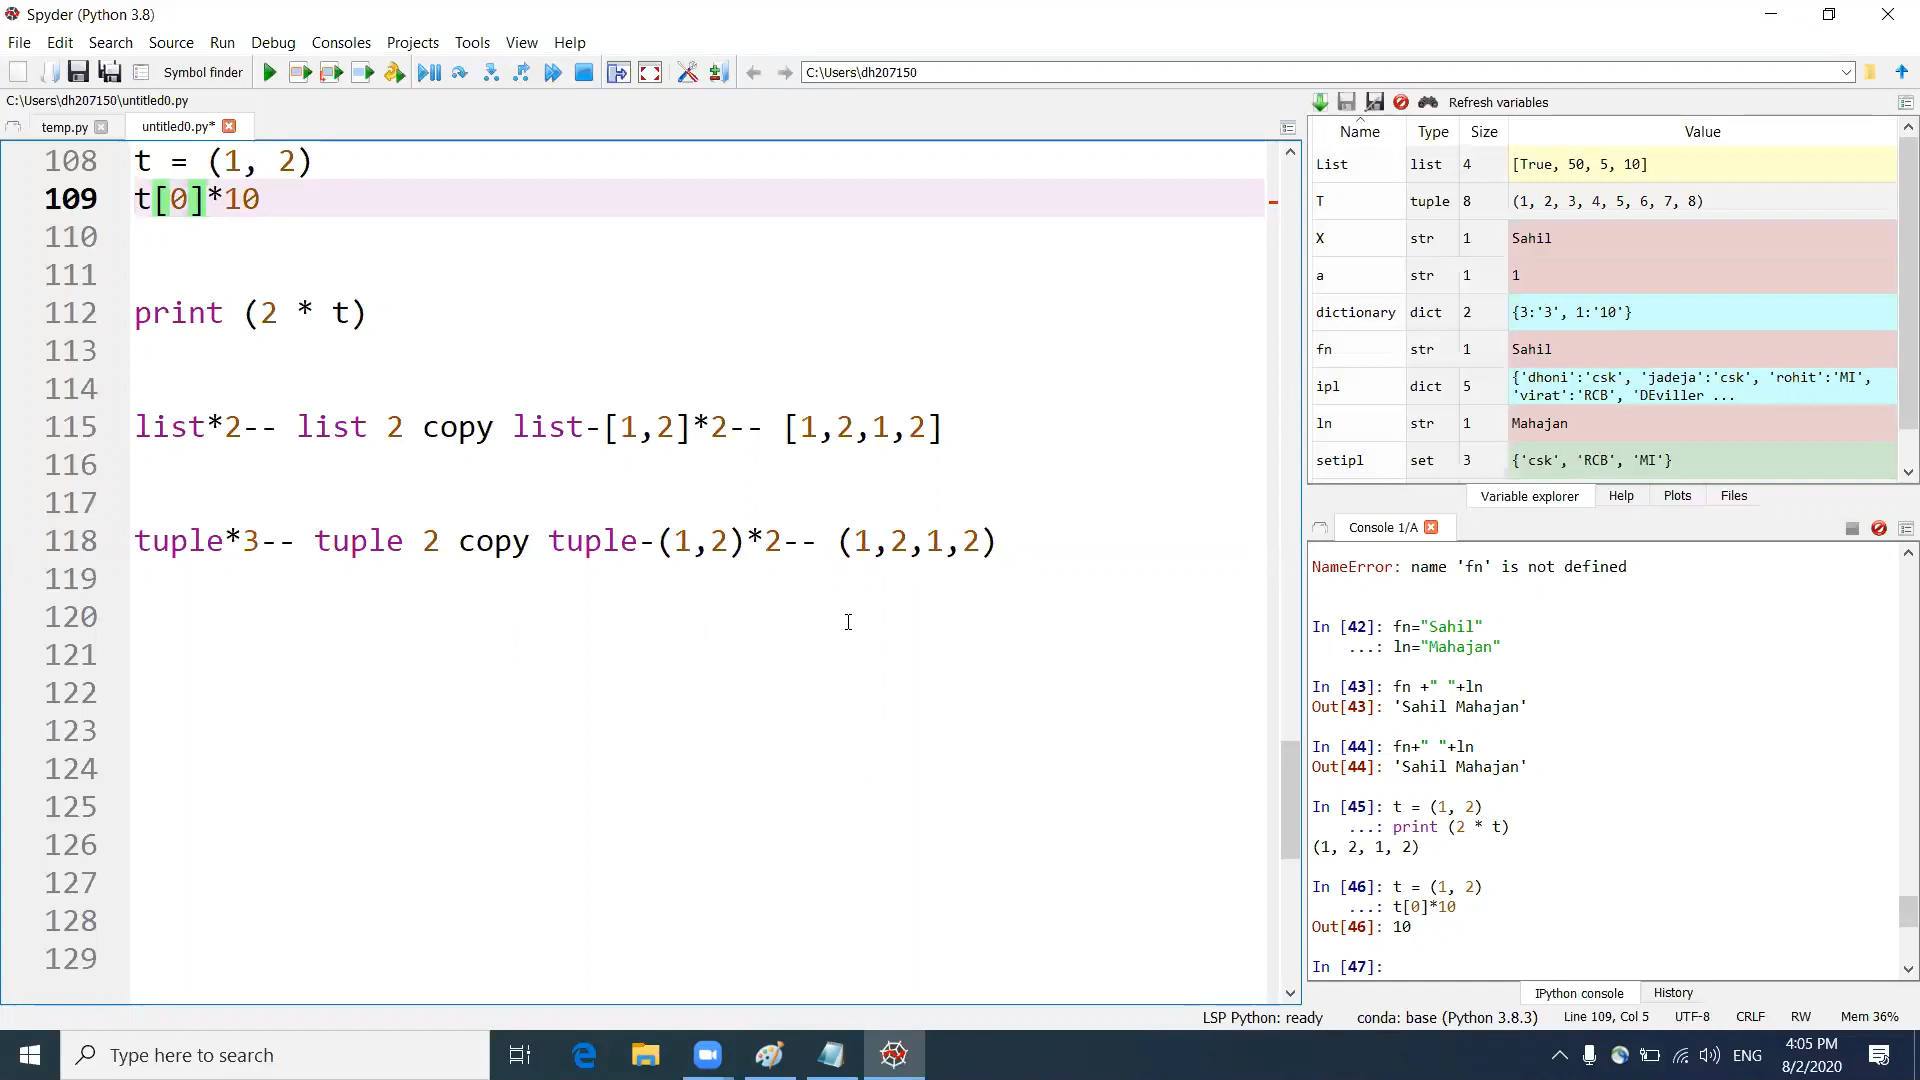 Spyder (Python 3.8)
File Edit Search Source Run Debug Consoles Projects Tools View Help
Symbol finder
C:\Users\dh207150
C:\Users\dh207150\untitled0.py
temp.py
untitled0.py*
108 t = (1, 2)
109 t[0]*10
110
111
112 print (2 * t)
113
114
115 list*2-- list 2 copy list-[1,2]*2-- [1,2,1,2]
116
117
118 tuple*3-- tuple 2 copy tuple-(1,2)*2-- (1,2,1,2)
119
120
121
122
123
124
125
126
127
128
129
Refresh variables
Name Type Size Value
List list 4 [True, 50, 5, 10]
T tuple 8 (1, 2, 3, 4, 5, 6, 7, 8)
X str 1 Sahil
a str 1 1
dictionary dict 2 {3:'3', 1:'10'}
fn str 1 Sahil
ipl dict 5 {'dhoni':'csk', 'jadeja':'csk', 'rohit':'MI',
'virat':'RCB', 'DEviller ...
ln str 1 Mahajan
setipl set 3 {'csk', 'RCB', 'MI'}
Variable explorer Help Plots Files
Console 1/A
NameError: name 'fn' is not defined
In [42]: fn="Sahil"
...: ln="Mahajan"
In [43]: fn +" "+ln
Out[43]: 'Sahil Mahajan'
In [44]: fn+" "+ln
Out[44]: 'Sahil Mahajan'
In [45]: t = (1, 2)
...: print (2 * t)
(1, 2, 1, 2)
In [46]: t = (1, 2)
...: t[0]*10
Out[46]: 10
In [47]:
IPython console History
LSP Python: ready conda: base (Python 3.8.3) Line 109, Col 5 UTF-8 CRLF RW Mem 36%
Type here to search
ENG
4:05 PM
8/2/2020